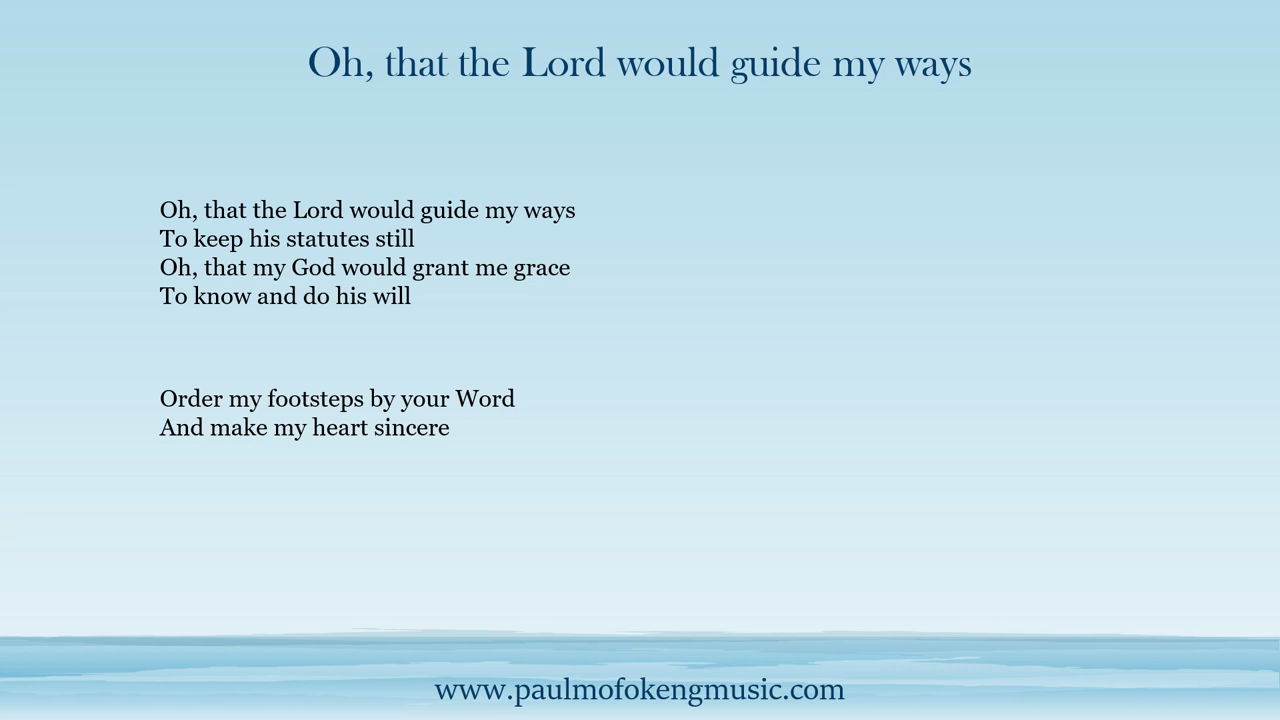 Oh, that the Lord would guide my ways
Oh, that the Lord would guide my ways
To keep his statutes still
Oh, that my God would grant me grace
To know and do his will
Order my footsteps by your Word
And make my heart sincere
www.paulmofokengmusic.com